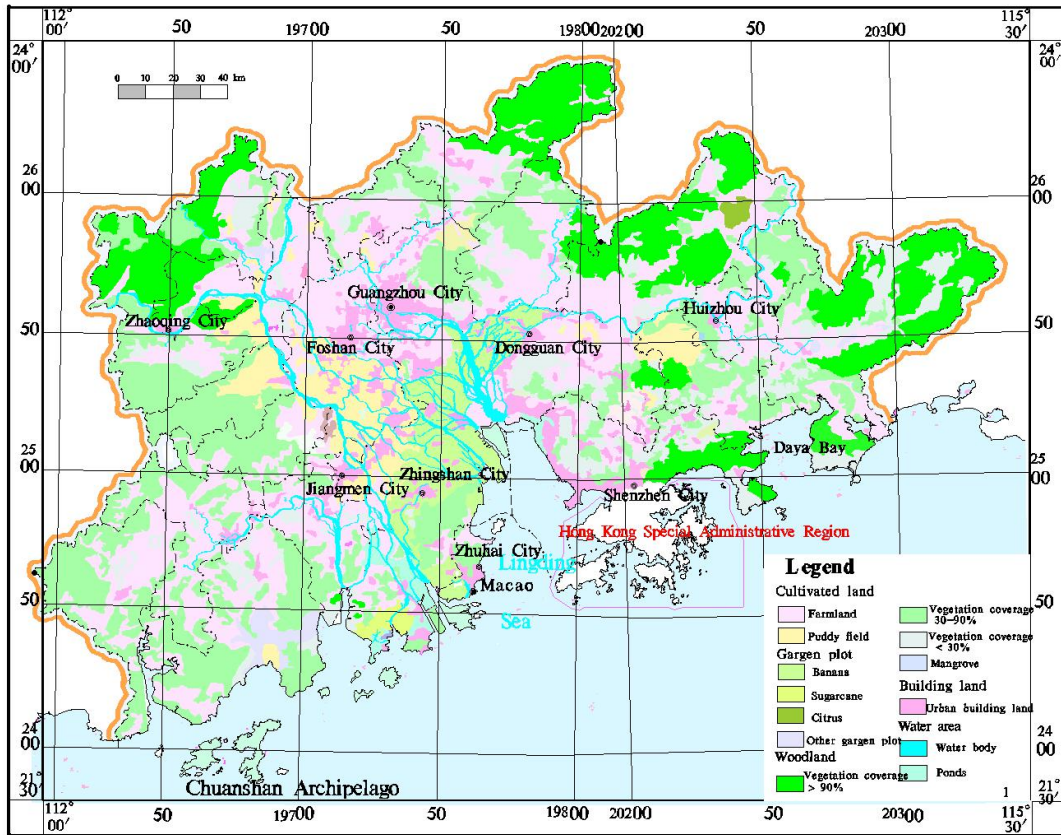 112°
00′
50
19700
50
19800
20200
50
20300
115°
30′
24°
00′
24°
00′
0 10 20 30 40 km
26
00
26
00
Guangzhou City
Huizhou City
Zhaoqing City
50
50
Foshan City
Dongguan City
25
00
25
00
Daya Bay
Zhingshan City
Jiangmen City
Shenzhen City
Hong Kong Special Administrative Region
Zhuhai City
Lingding
Macao
Sea
50
50
Legend
Cultivated land
Farmland
Puddy field
Gargen plot
Banana
Sugarcane
Citrus
Other gargen plot
Woodland
Vegetation coverage
> 90%
Vegetation coverage
30-90%
Vegetation coverage
< 30%
Mangrove
Building land
Urban building land
Water area
Water body
Ponds
1
24
00
24
00
Chuanshan Archipelago
21°
30′
21°
30′
112°
00′
50
19700
50
19800
20200
50
20300
115°
30′